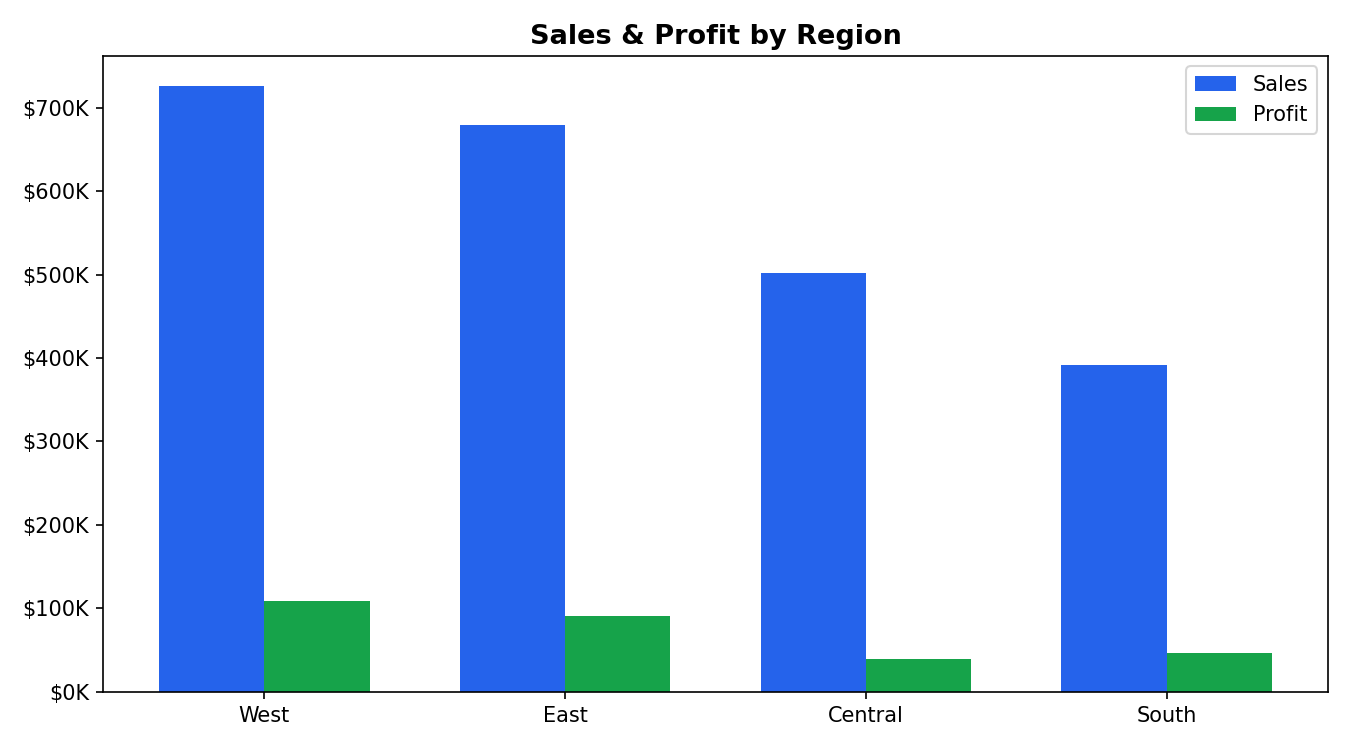 Sales & Profit by Region
Sales
Profit
$700K
$600K
$500K
$400K
$300K
$200K
$100K
$0K
West
East
Central
South